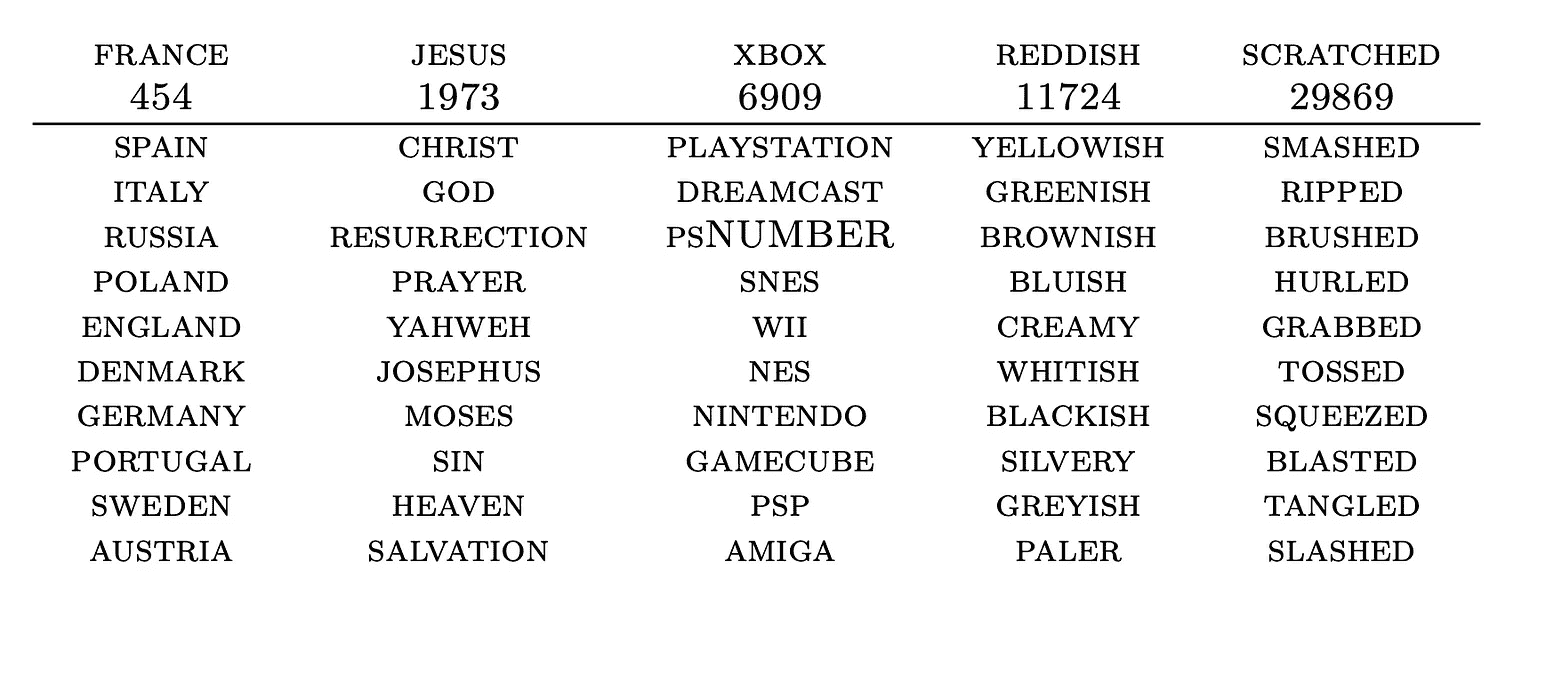 FRANCE JESUS XBOX REDDISH SCRATCHED
454 1973 6909 11724 29869
SPAIN CHRIST PLAYSTATION YELLOWISH SMASHED
ITALY GOD DREAMCAST GREENISH RIPPED
RUSSIA RESURRECTION PSNUMBER BROWNISH BRUSHED
POLAND PRAYER SNES BLUISH HURLED
ENGLAND YAHWEH WII CREAMY GRABBED
DENMARK JOSEPHUS NES WHITISH TOSSED
GERMANY MOSES NINTENDO BLACKISH SQUEEZED
PORTUGAL SIN GAMECUBE SILVERY BLASTED
SWEDEN HEAVEN PSP GREYISH TANGLED
AUSTRIA SALVATION AMIGA PALER SLASHED